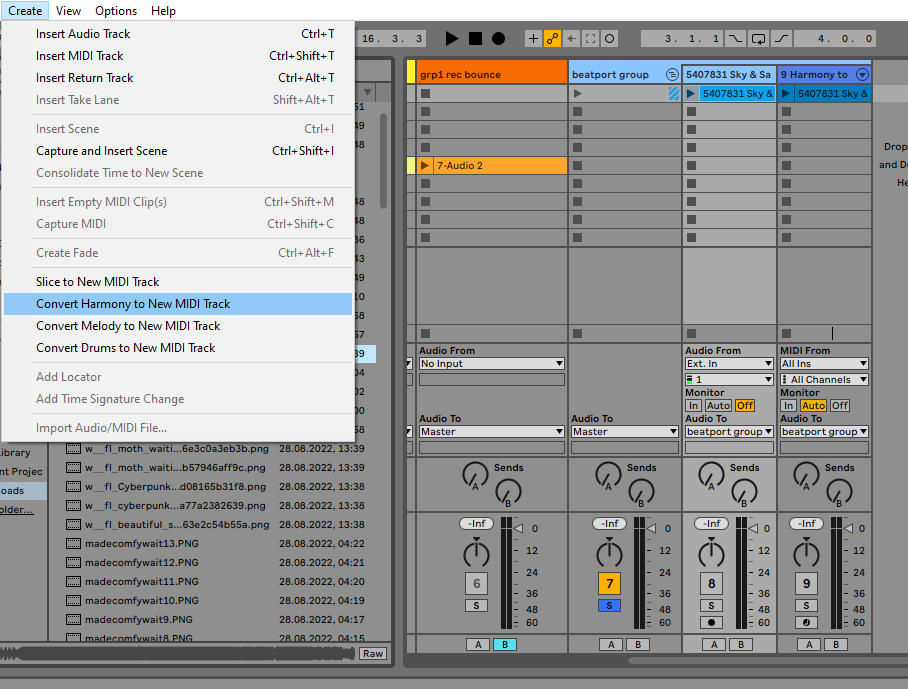 Create View Options Help
Insert Audio Track Ctrl+T
Insert MIDI Track Ctrl+Shift+T
Insert Return Track Ctrl+Alt+T
Insert Take Lane Shift+Alt+T
Insert Scene Ctrl+I
Capture and Insert Scene Ctrl+Shift+I
Consolidate Time to New Scene
Insert Empty MIDI Clip(s) Ctrl+Shift+M
Capture MIDI Ctrl+Shift+C
Create Fade Ctrl+Alt+F
Slice to New MIDI Track
Convert Harmony to New MIDI Track
Convert Melody to New MIDI Track
Convert Drums to New MIDI Track
Add Locator
Add Time Signature Change
Import Audio/MIDI File...
16. 3. 3
3. 1. 1
4. 0. 0
grp1 rec bounce
beatport group
5407831 Sky & Sa
9 Harmony to
5407831 Sky &
5407831 Sky &
7-Audio 2
Drop
and D
He
51
49
48
48
36
43
49
10
58
57
39
04
02
00
58
Audio From
No Input
Audio To
Master
Audio To
Master
Audio From
Ext. In
1
Monitor
In Auto Off
Audio To
beatport group
MIDI From
All Ins
All Channels
Monitor
In Auto Off
Audio To
beatport group
ibrary
nt Projec
oads
older...
w__fl_moth_waiti...6e3c0a3eb3b.png 28.08.2022, 13:39
w__fl_moth_waiti...b57946aff9c.png 28.08.2022, 13:39
w__fl_Cyberpunk...d08165b31f8.png 28.08.2022, 13:38
w__fl_Cyberpunk...a77a2382639.png 28.08.2022, 13:38
w__fl_beautiful_s...63e2c54b55a.png 28.08.2022, 13:38
madecomfywait13.PNG 28.08.2022, 04:22
madecomfywait12.PNG 28.08.2022, 04:21
madecomfywait11.PNG 28.08.2022, 04:20
madecomfywait10.PNG 28.08.2022, 04:19
madecomfywait9.PNG 28.08.2022, 04:17
madecomfywait8.PNG 28.08.2022, 04:15
Raw
Sends
A
B
-Inf
0
12
24
36
48
60
6
S
A B
Sends
A
B
-Inf
0
12
24
36
48
60
7
S
A B
Sends
A
B
-Inf
0
12
24
36
48
60
8
S
A B
Sends
A
B
-Inf
0
12
24
36
48
60
9
S
A B